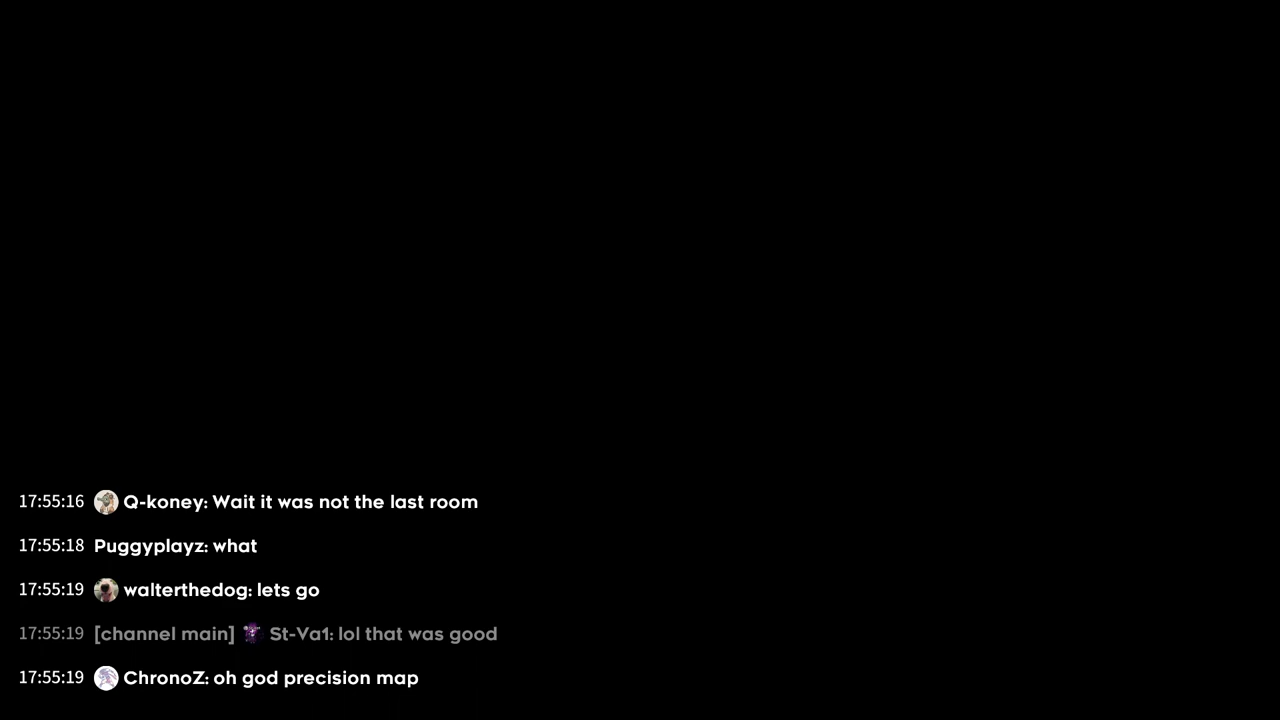 17:55:16 Q-koney: Wait it was not the last room
17:55:18 Puggyplayz: what
17:55:19 walterthedog: lets go
17:55:19 [channel main] St-Va1: lol that was good
17:55:19 ChronoZ: oh god precision map